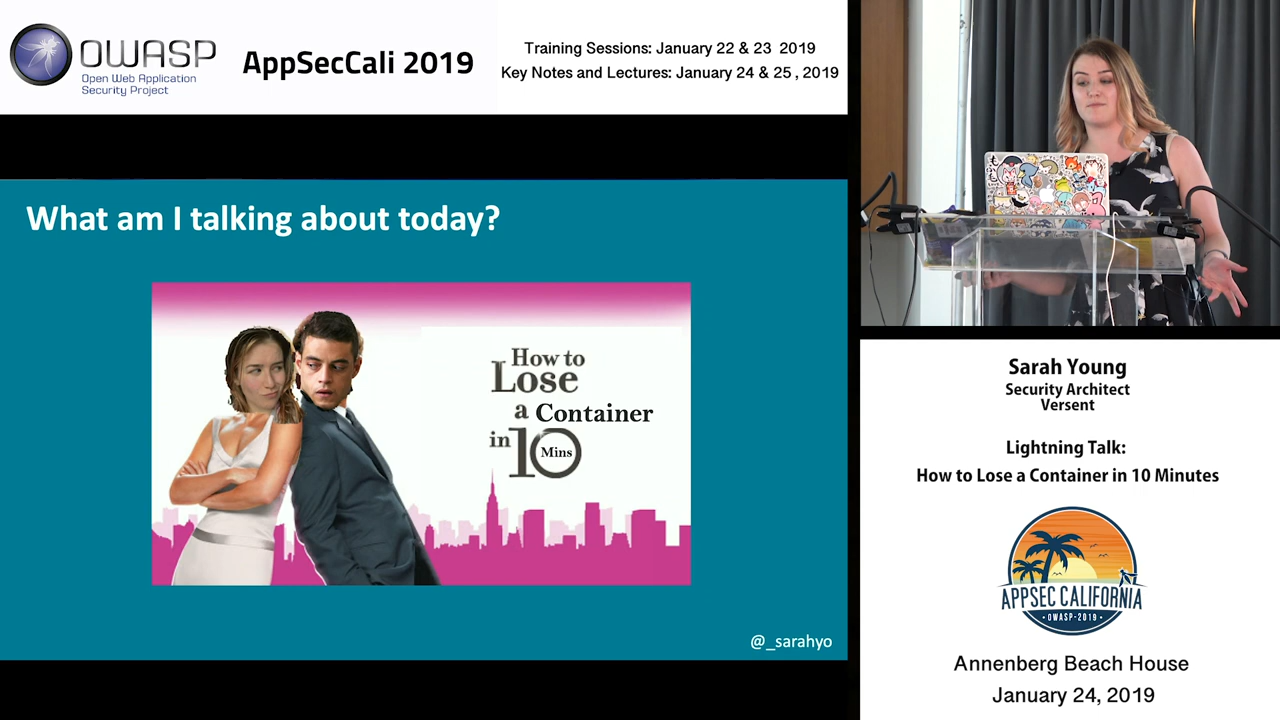 OWASP
Open Web Application
Security Project
AppSecCali 2019
Training Sessions: January 22 & 23 2019
Key Notes and Lectures: January 24 & 25 , 2019
What am I talking about today?
How to
Lose
a Container
in 10
Mins
@_sarahyo
Sarah Young
Security Architect
Versent
Lightning Talk:
How to Lose a Container in 10 Minutes
APPSEC CALIFORNIA
• OWASP-2019 •
Annenberg Beach House
January 24, 2019